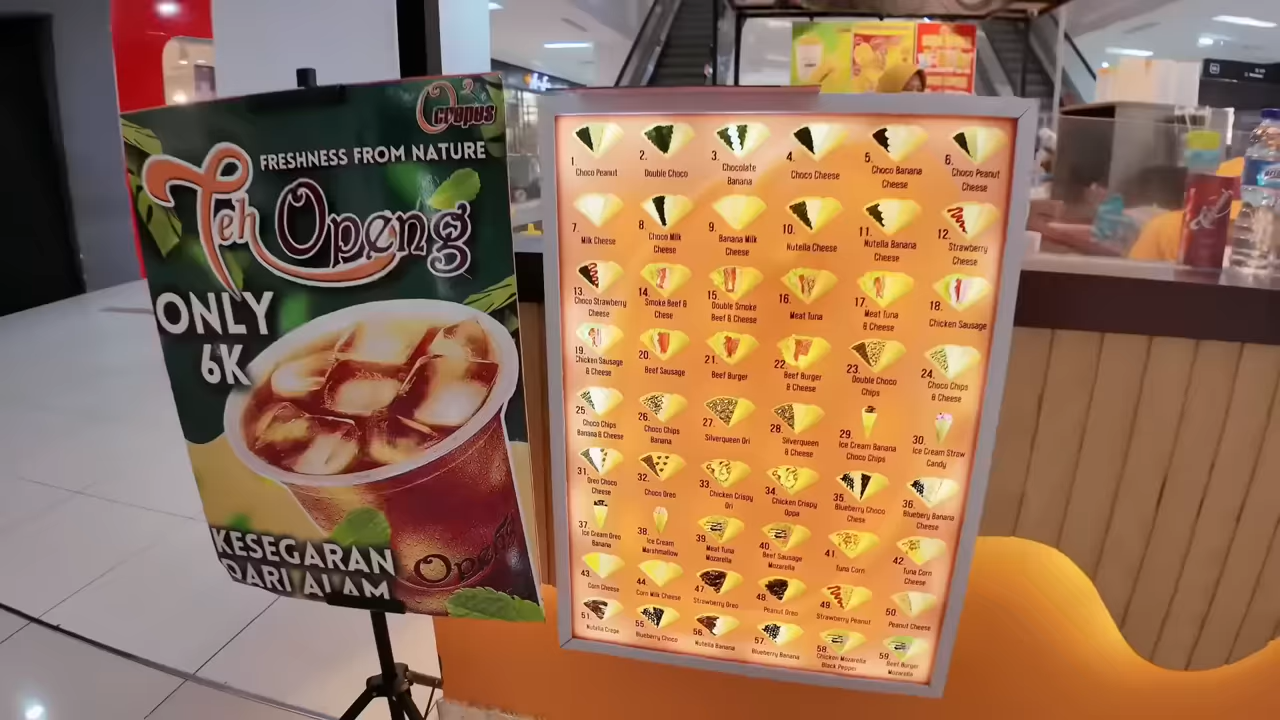 O'crepes
FRESHNESS FROM NATURE
Teh Openg
ONLY
6K
KESEGARAN
DARI ALAM
Openg
1.
Choco Peanut
2.
Double Choco
3.
Chocolate
Banana
4.
Choco Cheese
5.
Choco Banana
Cheese
6.
Choco Peanut
Cheese
7.
Milk Cheese
8.
Choco Milk
Cheese
9.
Banana Milk
Cheese
10.
Nutella Cheese
11.
Nutella Banana
Cheese
12.
Strawberry
Cheese
13.
Choco Strawberry
Cheese
14.
Smoke Beef &
Chese
15.
Double Smoke
Beef & Cheese
16.
Meat Tuna
17.
Meat Tuna
& Cheese
18.
Chicken Sausage
19.
Chicken Sausage
& Cheese
20.
Beef Sausage
21.
Beef Burger
22.
Beef Burger
& Cheese
23.
Double Choco
Chips
24.
Choco Chips
& Cheese
25.
Choco Chips
Banana & Cheese
26.
Choco Chips
Banana
27.
Silverqueen Ori
28.
Silverqueen
& Cheese
29.
Ice Cream Banana
Choco Chips
30.
Ice Cream Straw
Candy
31.
Oreo Choco
Cheese
32.
Choco Oreo
33.
Chicken Crispy
Ori
34.
Chicken Crispy
Oppa
35.
Blueberry Choco
Chese
36.
Blueberry Banana
Cheese
37.
Ice Cream Oreo
Banana
38.
Ice Cream
Marshmallow
39.
Meat Tuna
Mozarella
40.
Beef Sausage
Mozarella
41.
Tuna Corn
42.
Tuna Corn
Cheese
43.
Corn Cheese
44.
Corn Milk Cheese
47.
Strawberry Oreo
48.
Peanut Oreo
49.
Strawberry Peanut
50.
Peanut Cheese
51.
Nutella Crepe
55.
Blueberry Choco
56.
Nutella Banana
57.
Blueberry Banana
58.
Chicken Mozarella
Black Pepper
59
Beef Burger
Mozarella